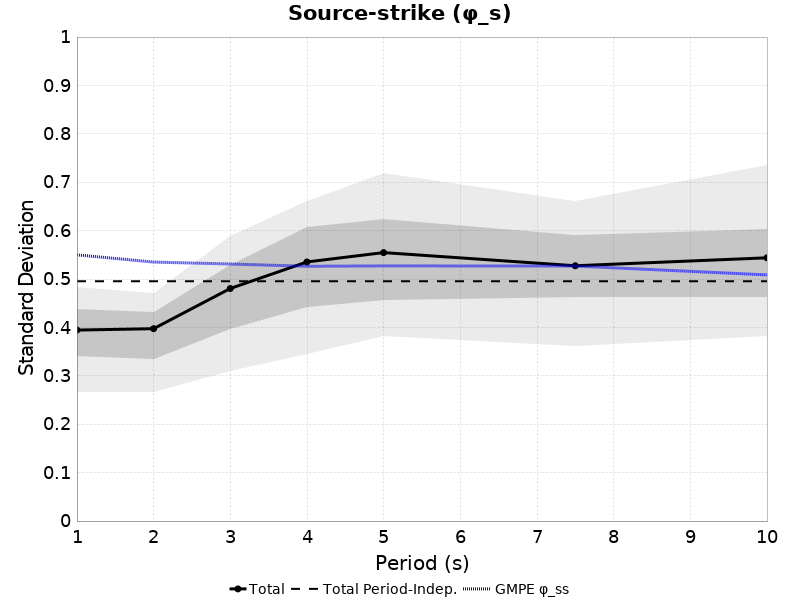 Source-strike (φ_s)
Standard Deviation
1
0.9
0.8
0.7
0.6
0.5
0.4
0.3
0.2
0.1
0
1 2 3 4 5 6 7 8 9 10
Period (s)
Total Total Period-Indep. GMPE φ_ss